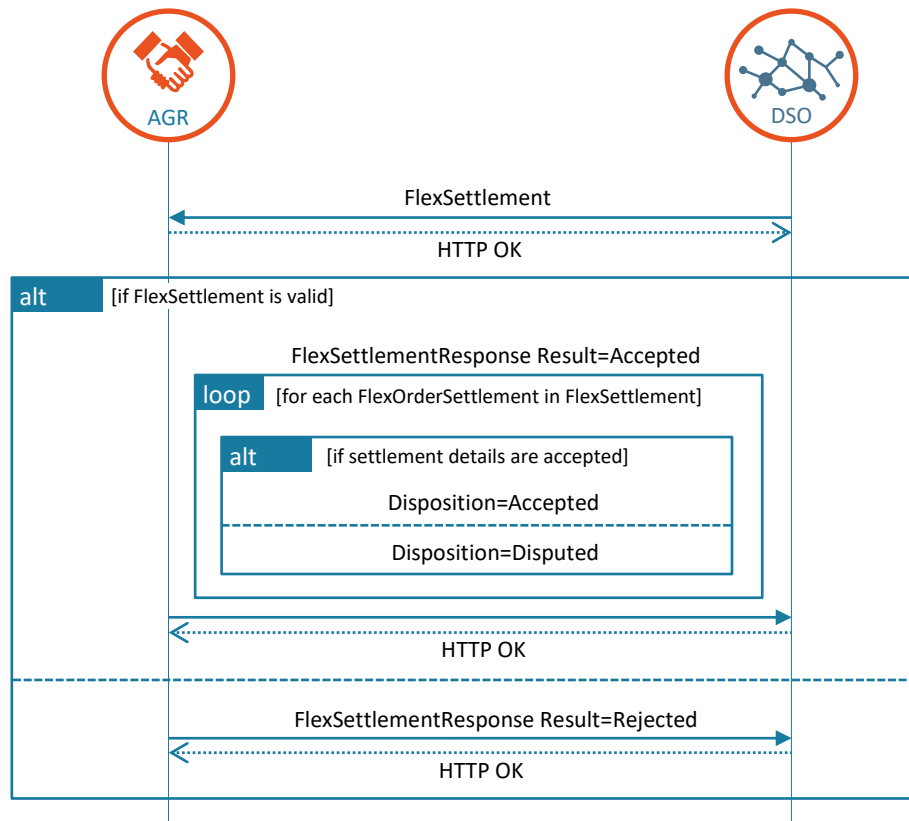 AGR
DSO
FlexSettlement
HTTP OK
alt [if FlexSettlement is valid]
FlexSettlementResponse Result=Accepted
loop [for each FlexOrderSettlement in FlexSettlement]
alt [if settlement details are accepted]
Disposition=Accepted
Disposition=Disputed
HTTP OK
FlexSettlementResponse Result=Rejected
HTTP OK